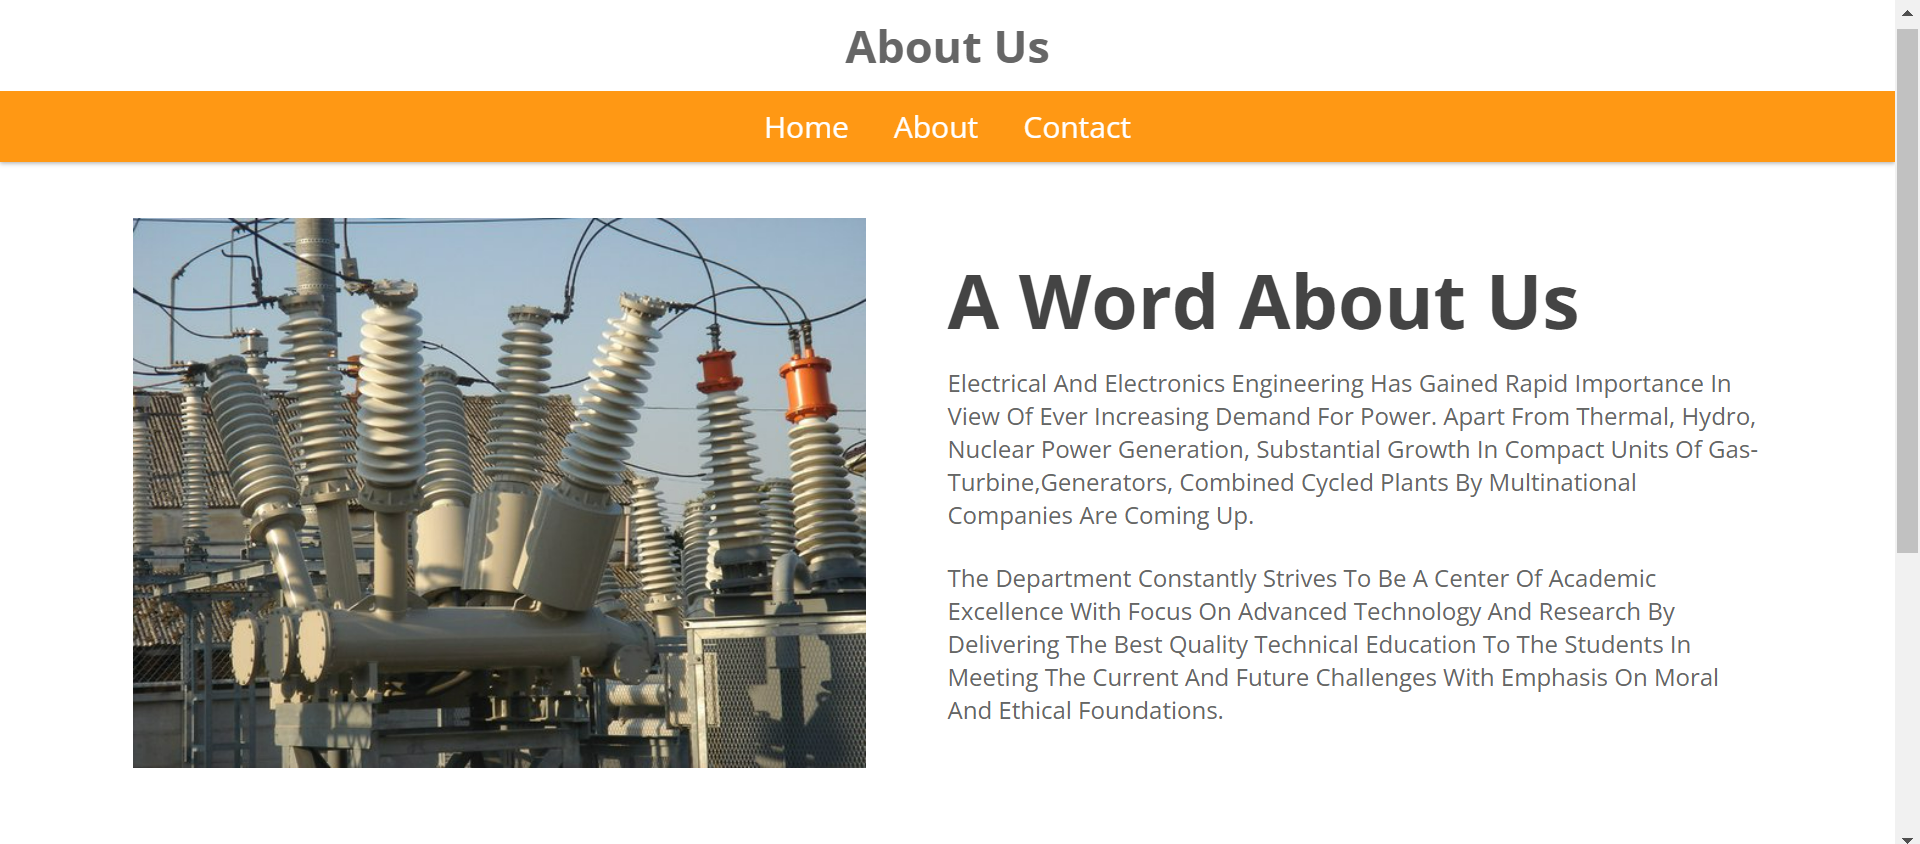 About Us
Home About Contact
A Word About Us
Electrical And Electronics Engineering Has Gained Rapid Importance In
View Of Ever Increasing Demand For Power. Apart From Thermal, Hydro,
Nuclear Power Generation, Substantial Growth In Compact Units Of Gas-
Turbine,Generators, Combined Cycled Plants By Multinational
Companies Are Coming Up.
The Department Constantly Strives To Be A Center Of Academic
Excellence With Focus On Advanced Technology And Research By
Delivering The Best Quality Technical Education To The Students In
Meeting The Current And Future Challenges With Emphasis On Moral
And Ethical Foundations.